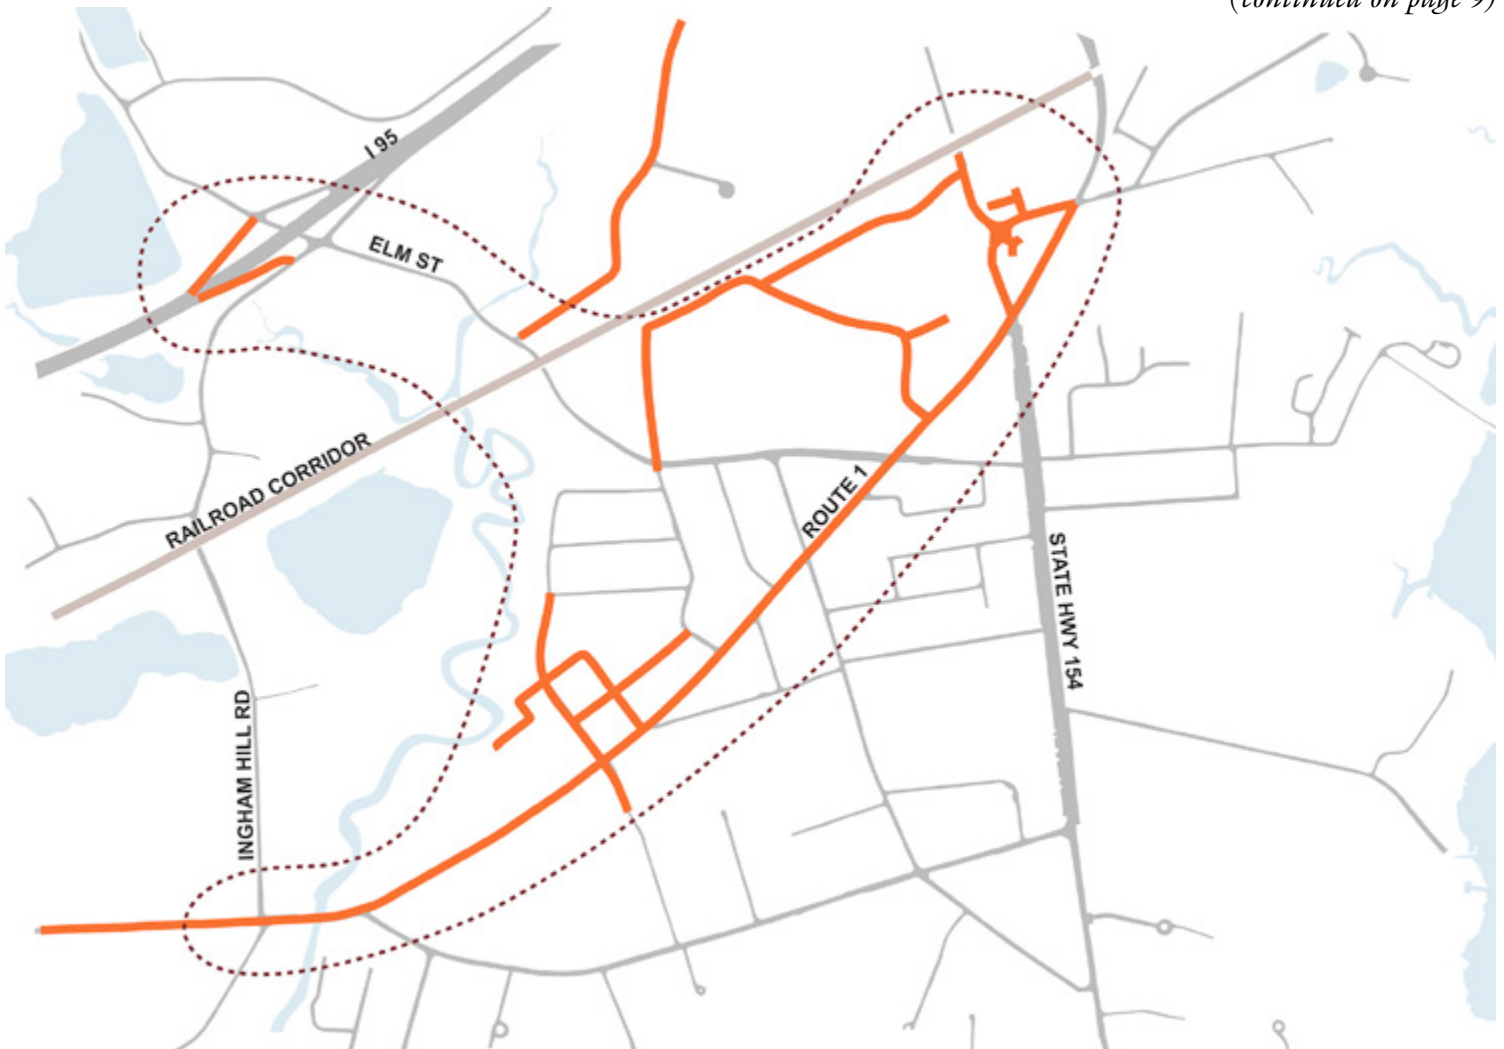 (continued on page 9)
I 95
ELM ST
RAILROAD CORRIDOR
ROUTE 1
STATE HWY 154
INGHAM HILL RD